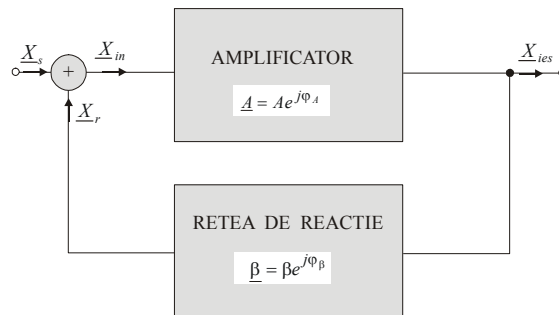 X_s
+
X_in
AMPLIFICATOR
A = Ae^{jφ_A}
X_ies
X_r
RETEA DE REACTIE
β = βe^{jφ_β}